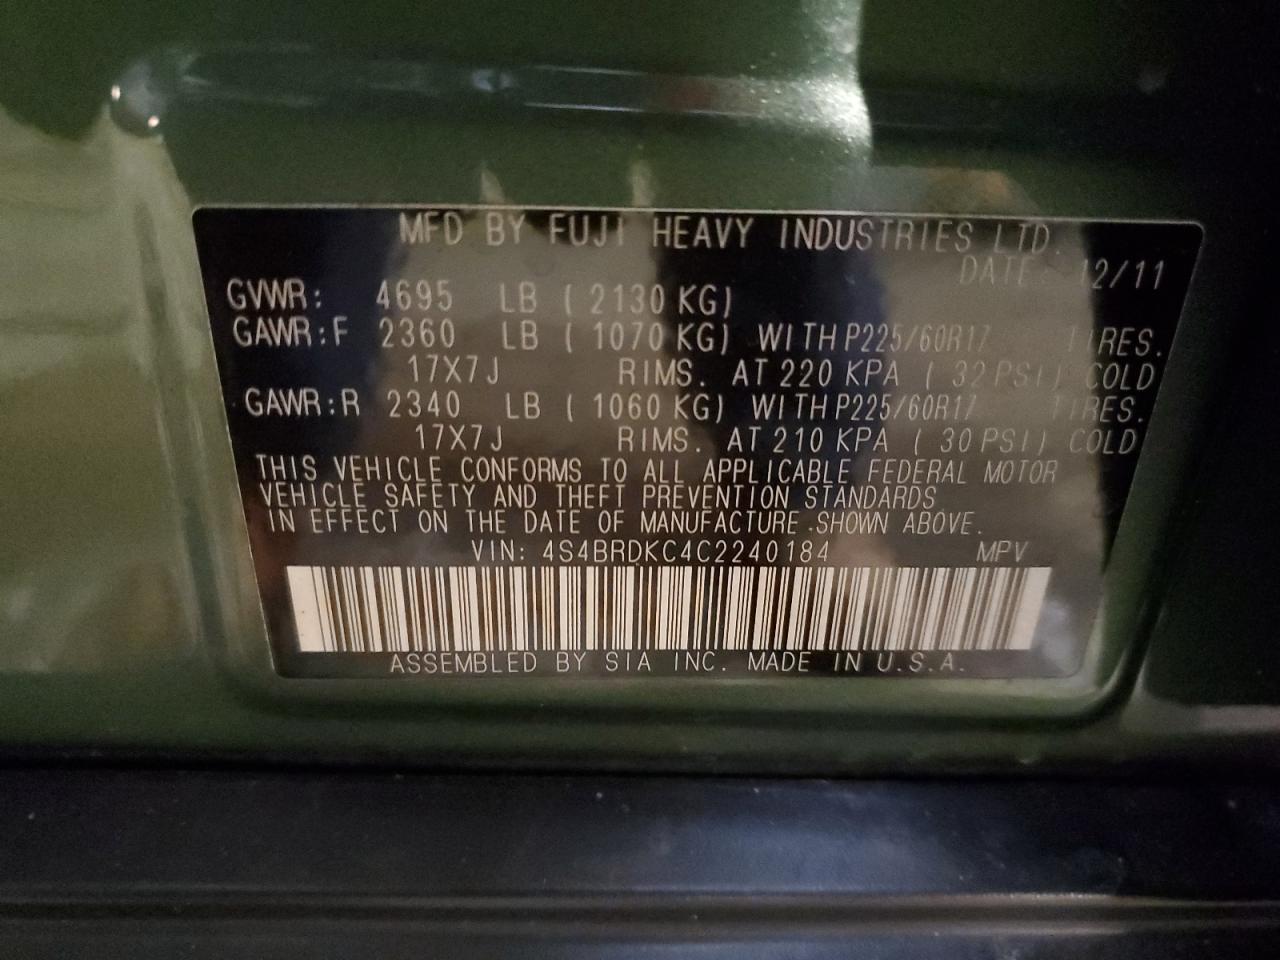 MFD BY FUJI HEAVY INDUSTRIES LTD.
DATE 12/11
GVWR: 4695 LB ( 2130 KG)
GAWR:F 2360 LB ( 1070 KG) WITH P225/60R17 TIRES.
17X7J RIMS. AT 220 KPA ( 32 PSI) COLD
GAWR:R 2340 LB ( 1060 KG) WITH P225/60R17 TIRES.
17X7J RIMS. AT 210 KPA ( 30 PSI) COLD
THIS VEHICLE CONFORMS TO ALL APPLICABLE FEDERAL MOTOR
VEHICLE SAFETY AND THEFT PREVENTION STANDARDS
IN EFFECT ON THE DATE OF MANUFACTURE SHOWN ABOVE.
VIN: 4S4BRDKC4C2240184 MPV
ASSEMBLED BY SIA INC. MADE IN U.S.A.